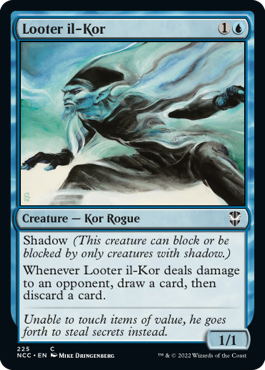 Looter il-Kor 1
Creature — Kor Rogue
Shadow (This creature can block or be
blocked by only creatures with shadow.)
Whenever Looter il-Kor deals damage
to an opponent, draw a card, then
discard a card.
Unable to touch items of value, he goes
forth to steal secrets instead.
1/1
225 C
NCC • EN Mike Dringenberg ™ & © 2022 Wizards of the Coast